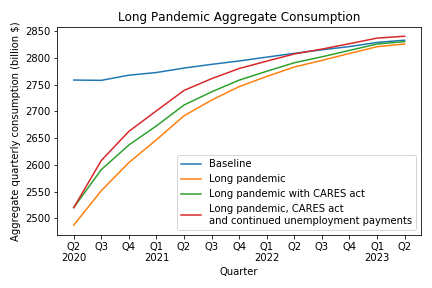 Long Pandemic Aggregate Consumption
Aggregate quarterly consumption (billion $)
2850
2800
2750
2700
2650
2600
2550
2500
Baseline
Long pandemic
Long pandemic with CARES act
Long pandemic, CARES act
and continued unemployment payments
Q2 Q3 Q4 Q1 Q2 Q3 Q4 Q1 Q2 Q3 Q4 Q1 Q2
2020 2021 2022 2023
Quarter